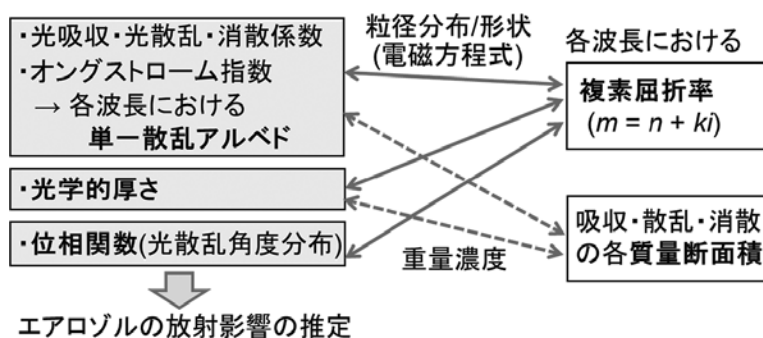 ・光吸収・光散乱・消散係数
・オングストローム指数
→ 各波長における
単一散乱アルベド
・光学的厚さ
・位相関数(光散乱角度分布)
エアロゾルの放射影響の推定
粒径分布/形状
(電磁方程式)
重量濃度
各波長における
複素屈折率
(m = n + ki)
吸収・散乱・消散
の各質量断面積